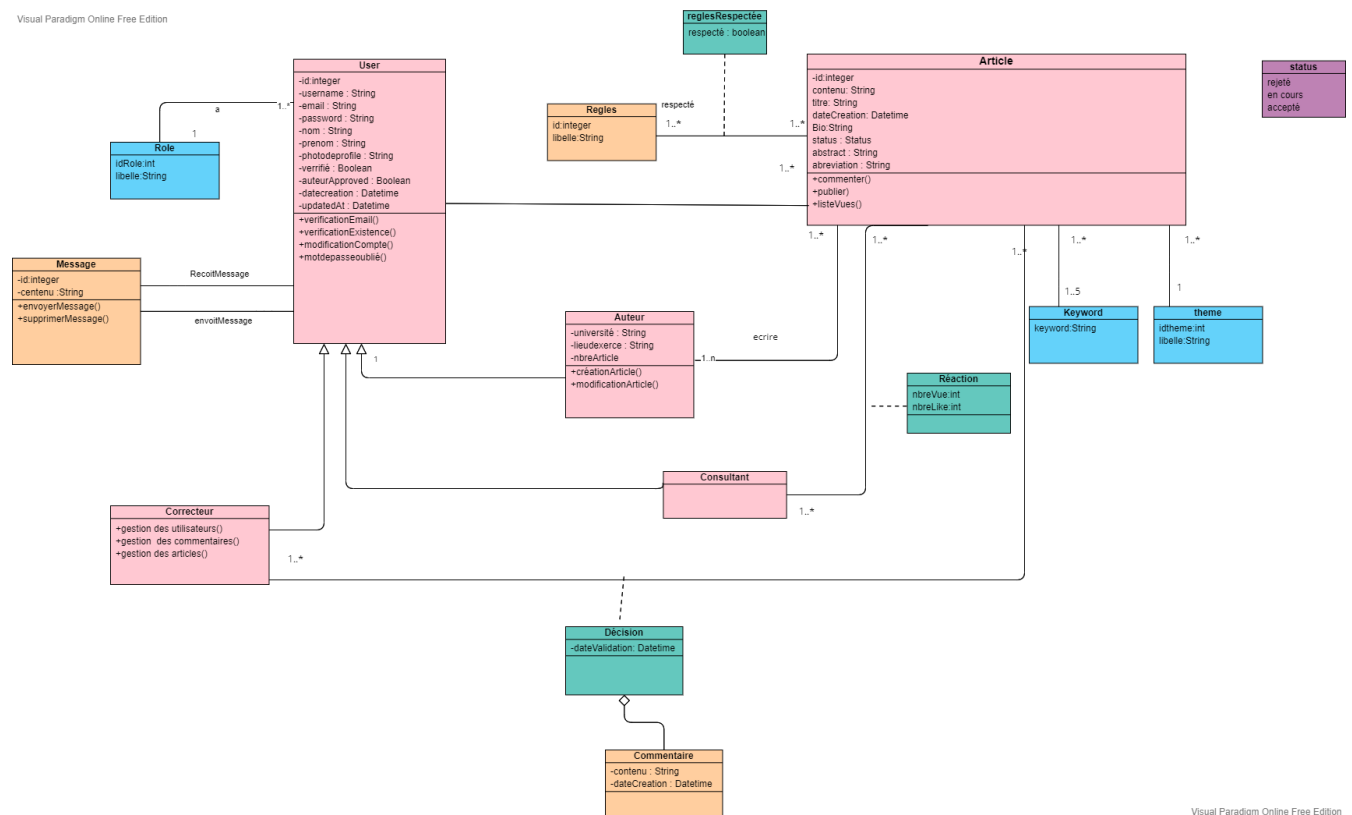 Visual Paradigm Online Free Edition
reglesRespectée
respecté : boolean
User
-id:integer
-username : String
-email : String
-password : String
-nom : String
-prenom : String
-photodeprofile : String
-verrifié : Boolean
-auteurApproved : Boolean
-datecreation : Datetime
-updatedAt : Datetime
+verificationEmail()
+verificationExistence()
+modificationCompte()
+motdepasseoublié()
Article
-id:integer
contenu: String
titre: String
dateCreation: Datetime
Bio:String
status : Status
abstract : String
abreviation : String
+commenter()
+publier)
+listeVues()
status
rejeté
en cours
accepté
a
1..*
1
Role
idRole:int
libelle:String
Regles
id:integer
libelle:String
respecté
1..*
1..*
1..*
Message
-id:integer
-centenu :String
+envoyerMessage()
+supprimerMessage()
RecoitMessage
envoitMessage
1..*
1..*
1..*
1..*
1..*
1..5
1
Keyword
keyword:String
theme
idtheme:int
libelle:String
Auteur
-université : String
-lieudexerce : String
-nbreArticle
+créationArticle()
+modificationArticle()
ecrire
1..n
1
Réaction
nbreVue:int
nbreLike:int
Consultant
1..*
Correcteur
+gestion des utilisateurs()
+gestion  des commentaires()
+gestion des articles()
1..*
Décision
-dateValidation: Datetime
Commentaire
-contenu : String
-dateCreation : Datetime
Visual Paradigm Online Free Edition